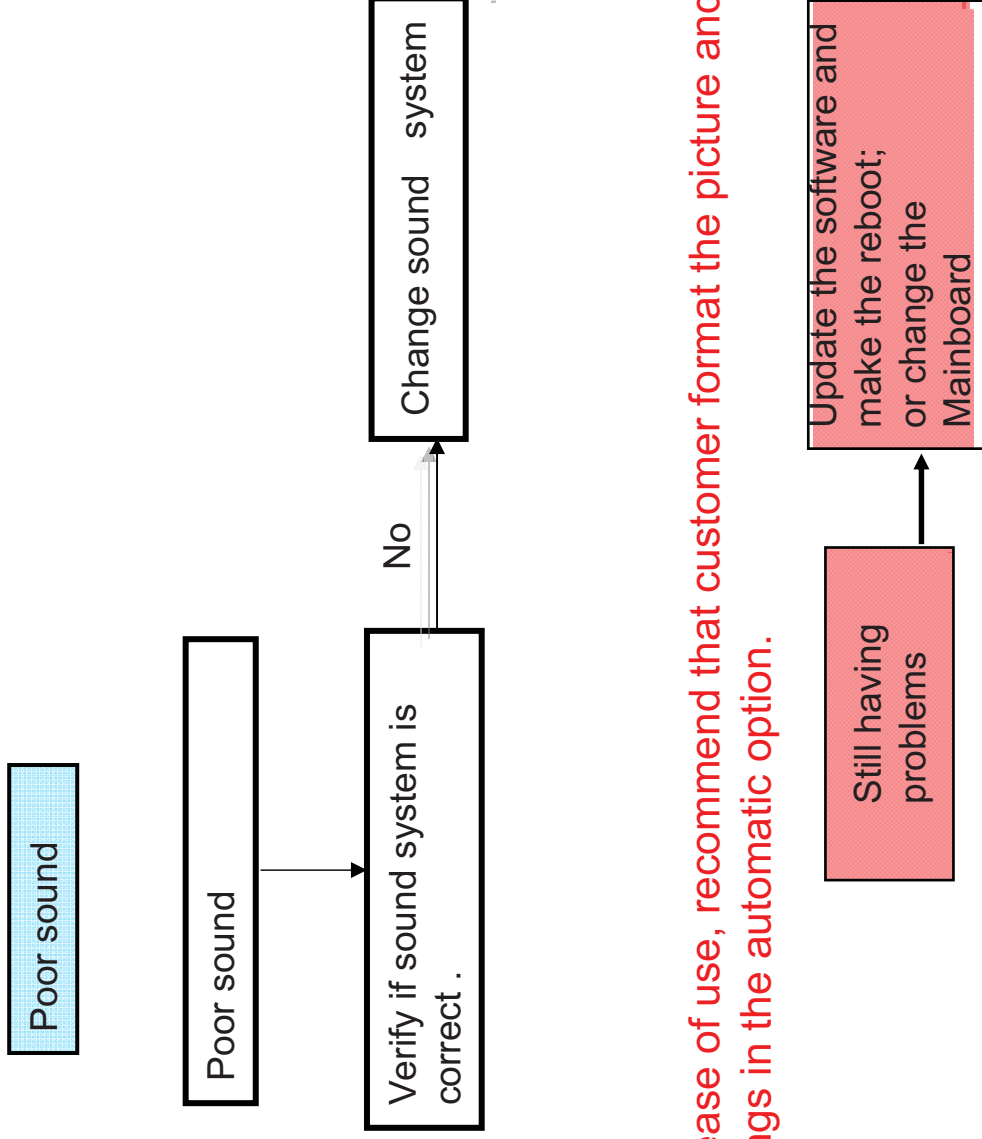 Poor sound
Poor sound
Verify if sound system is
correct .
No
Change sound system
ease of use, recommend that customer format the picture and
ngs in the automatic option.
Still having
problems
Update the software and
make the reboot;
or change the
Mainboard